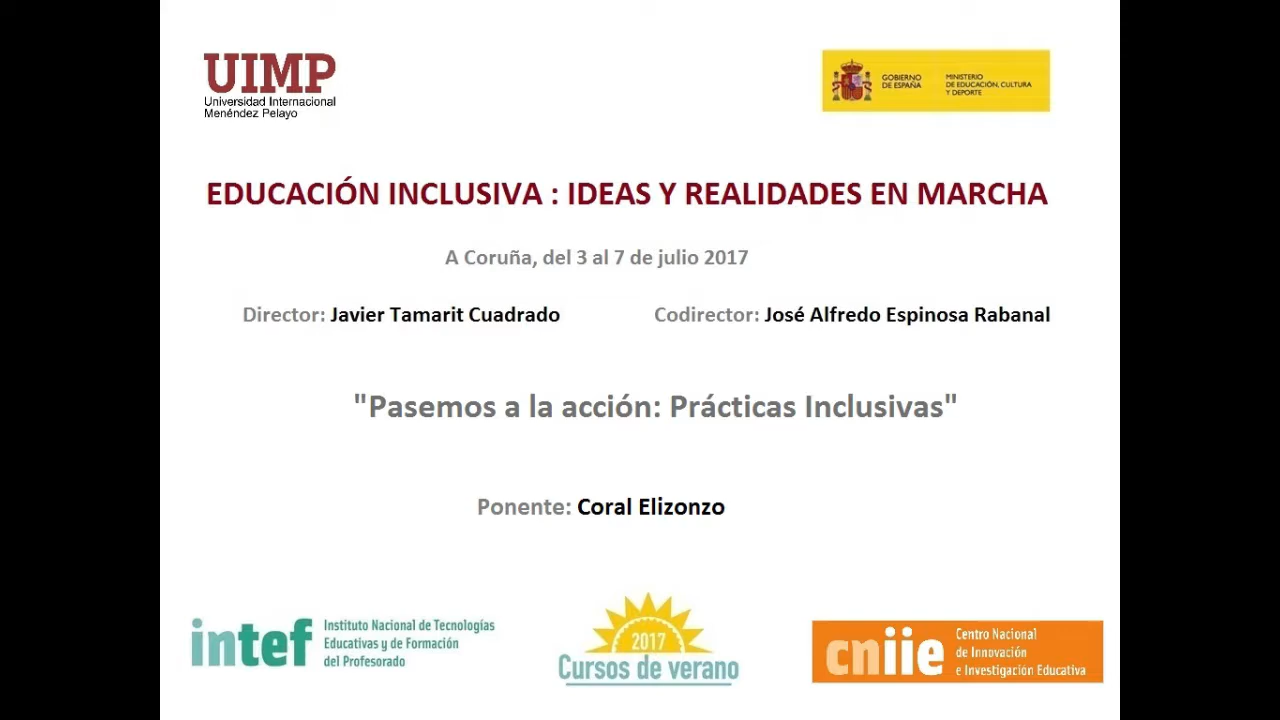 UIMP
Universidad Internacional
Menéndez Pelayo
GOBIERNO
DE ESPAÑA
MINISTERIO
DE EDUCACIÓN, CULTURA
Y DEPORTE
EDUCACIÓN INCLUSIVA : IDEAS Y REALIDADES EN MARCHA
A Coruña, del 3 al 7 de julio 2017
Director: Javier Tamarit Cuadrado
Codirector: José Alfredo Espinosa Rabanal
"Pasemos a la acción: Prácticas Inclusivas"
Ponente: Coral Elizonzo
intef
Instituto Nacional de Tecnologías
Educativas y de Formación
del Profesorado
2017
Cursos de verano
cniie
Centro Nacional
de Innovación
e Investigación Educativa